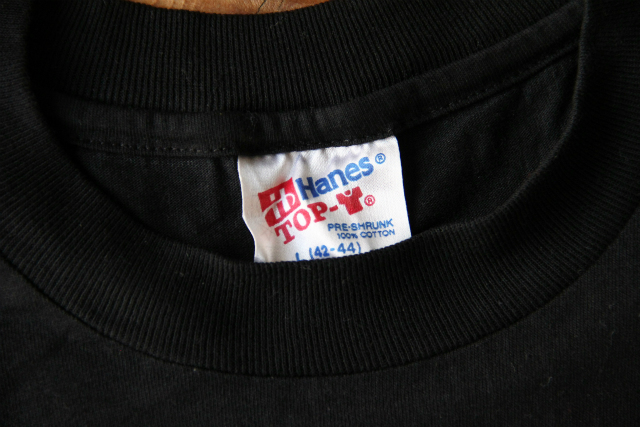 Hanes®
TOP-®
PRE-SHRUNK
100% COTTON
L (42-44)